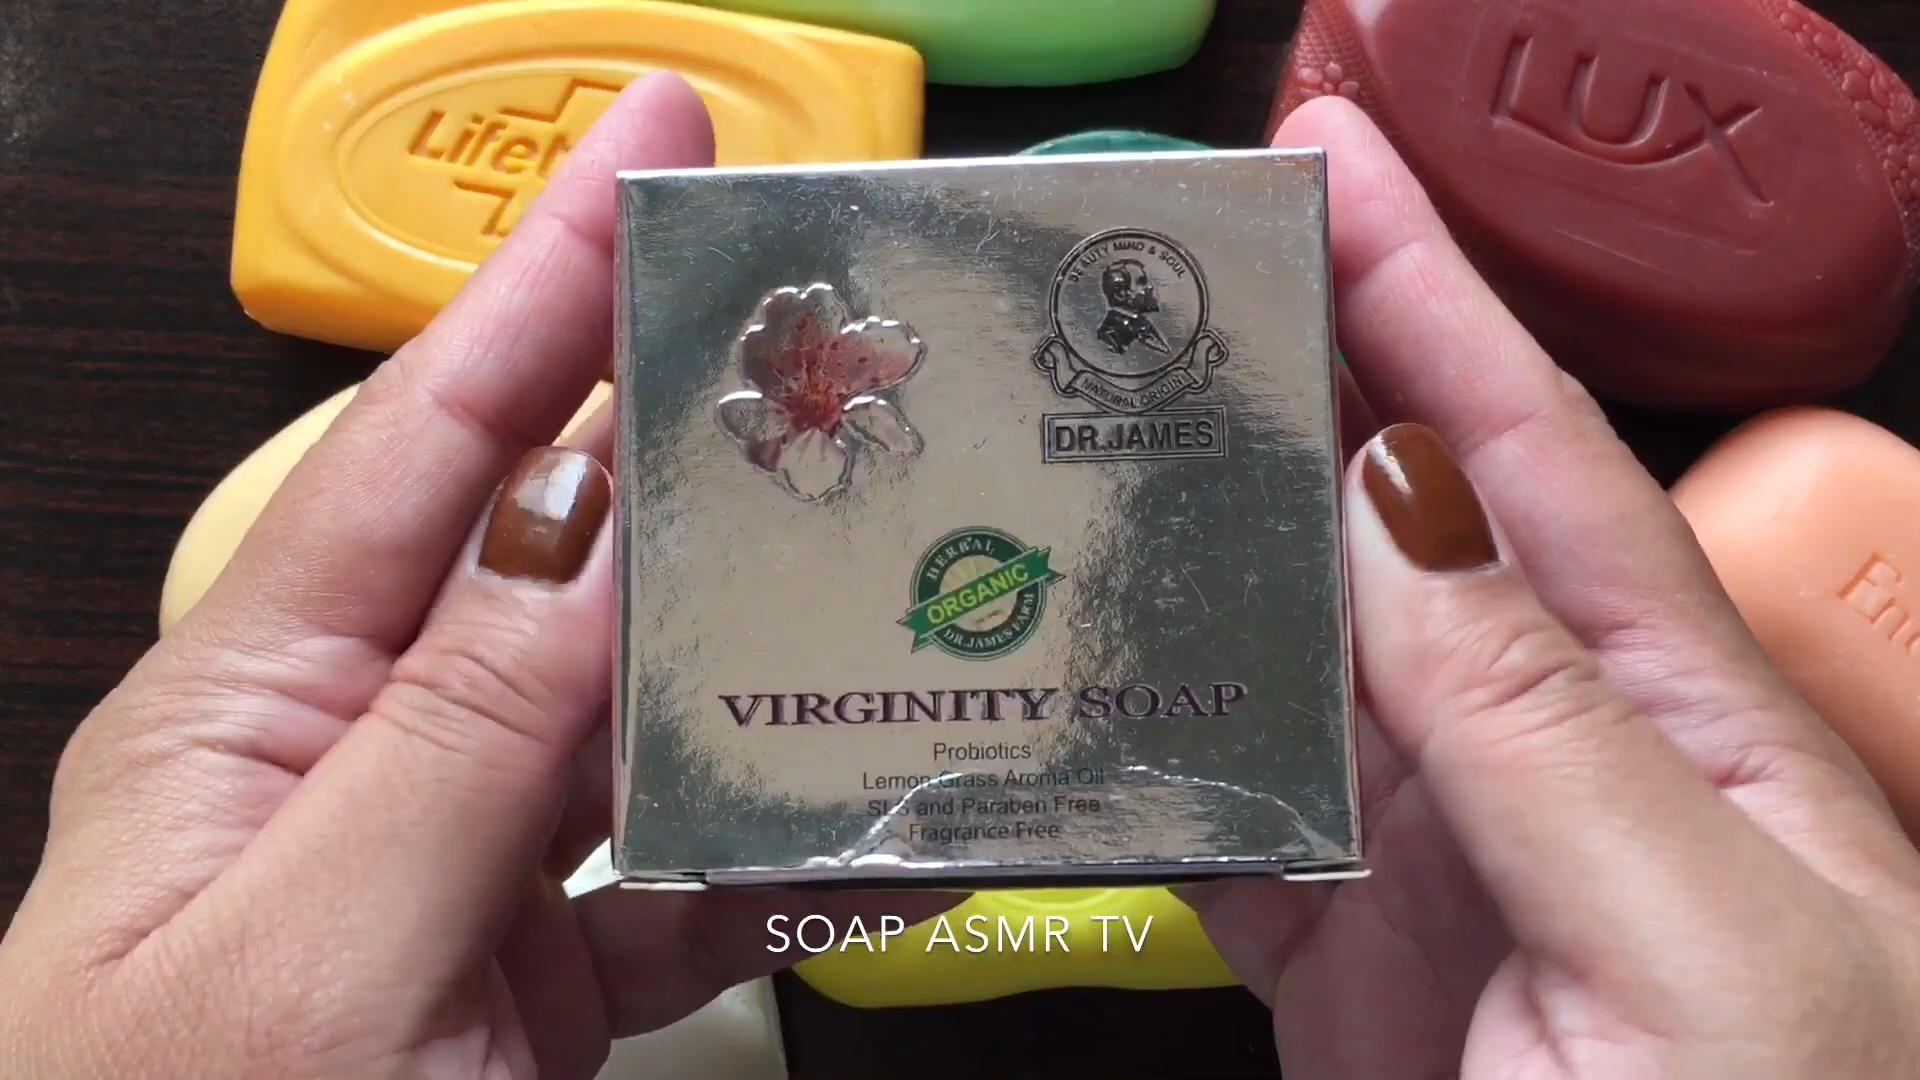 LUX
BEAUTY MIND & SOUL
NATURAL ORIGIN
DR.JAMES
HERBAL
ORGANIC
DR.JAMES FARM
VIRGINITY SOAP
Probiotics
Lemon Grass Aroma Oil
SLS and Paraben Free
Fragrance Free
SOAP ASMR TV